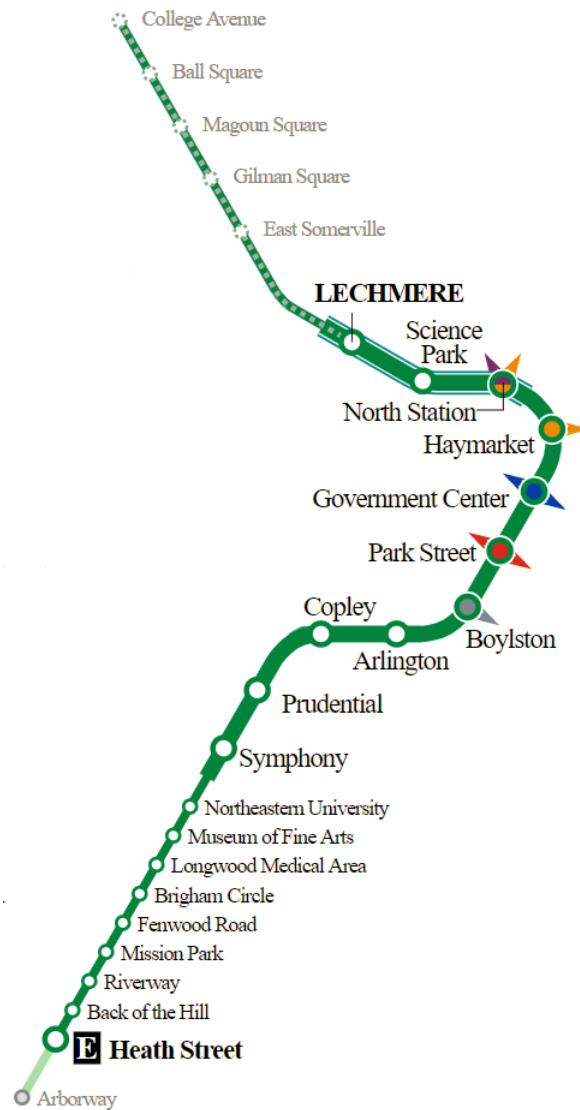 College Avenue
Ball Square
Magoun Square
Gilman Square
East Somerville
LECHMERE
Science
Park
North Station
Haymarket
Government Center
Park Street
Boylston
Copley
Arlington
Prudential
Symphony
Northeastern University
Museum of Fine Arts
Longwood Medical Area
Brigham Circle
Fenwood Road
Mission Park
Riverway
Back of the Hill
E Heath Street
Arborway